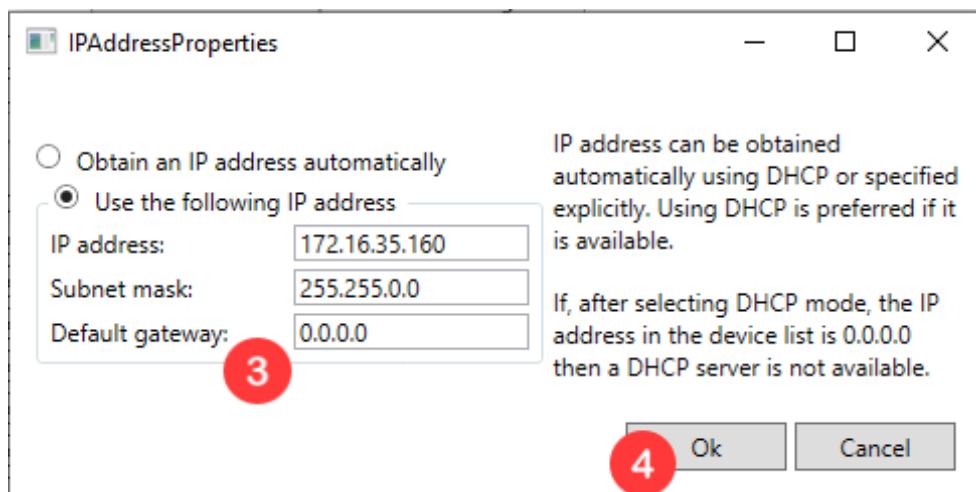 IPAddressProperties
Obtain an IP address automatically
Use the following IP address
IP address: 172.16.35.160
Subnet mask: 255.255.0.0
Default gateway: 0.0.0.0
3
IP address can be obtained
automatically using DHCP or specified
explicitly. Using DHCP is preferred if it
is available.
If, after selecting DHCP mode, the IP
address in the device list is 0.0.0.0
then a DHCP server is not available.
4
Ok
Cancel